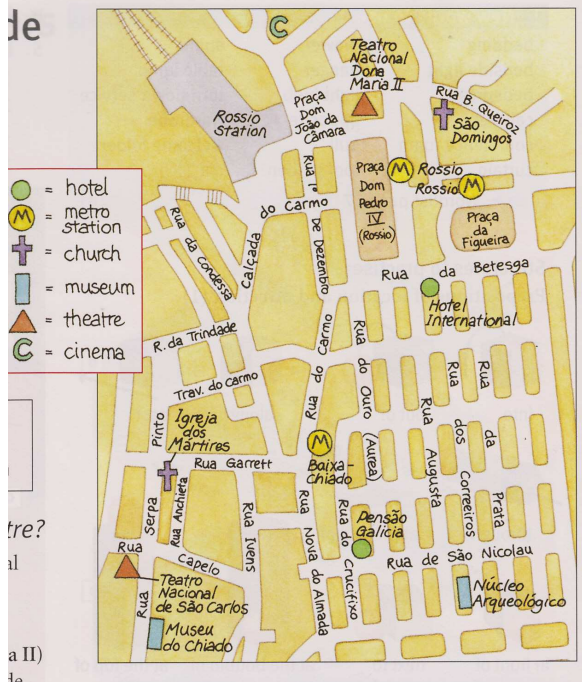 de
= hotel
M = metro
station
= church
= museum
= theatre
C = cinema
tre?
al
a II)
de
C
Teatro
Nacional
Dona
Maria II
Rossio
station
Praça
Dom
João da
Câmara
Rua B. Queiroz
São
Domingos
Rua 1º
De Dezembro
Praça
Dom
Pedro
IV
(Rossio)
M Rossio
Rossio M
Praça
da
Figueira
Calçada do Carmo
Rua da Condessa
Rua da Betesga
Hotel
International
R. da Trindade
Trav. do Carmo
Rua do Carmo
Rua do Ouro
(Aurea)
Rua Augusta
Rua dos Correeiros
Rua da Prata
Igreja
dos
Mártires
Rua Serpa Pinto
Rua Garrett
Rua Anchieta
Rua Ivens
M
Baixa-
Chiado
Rua Nova do Almada
Rua do Crucifixo
Pensão
Galicia
Rua de São Nicolau
Rua Capelo
Teatro
Nacional
de São Carlos
Museu
do Chiado
Núcleo
Arqueológico